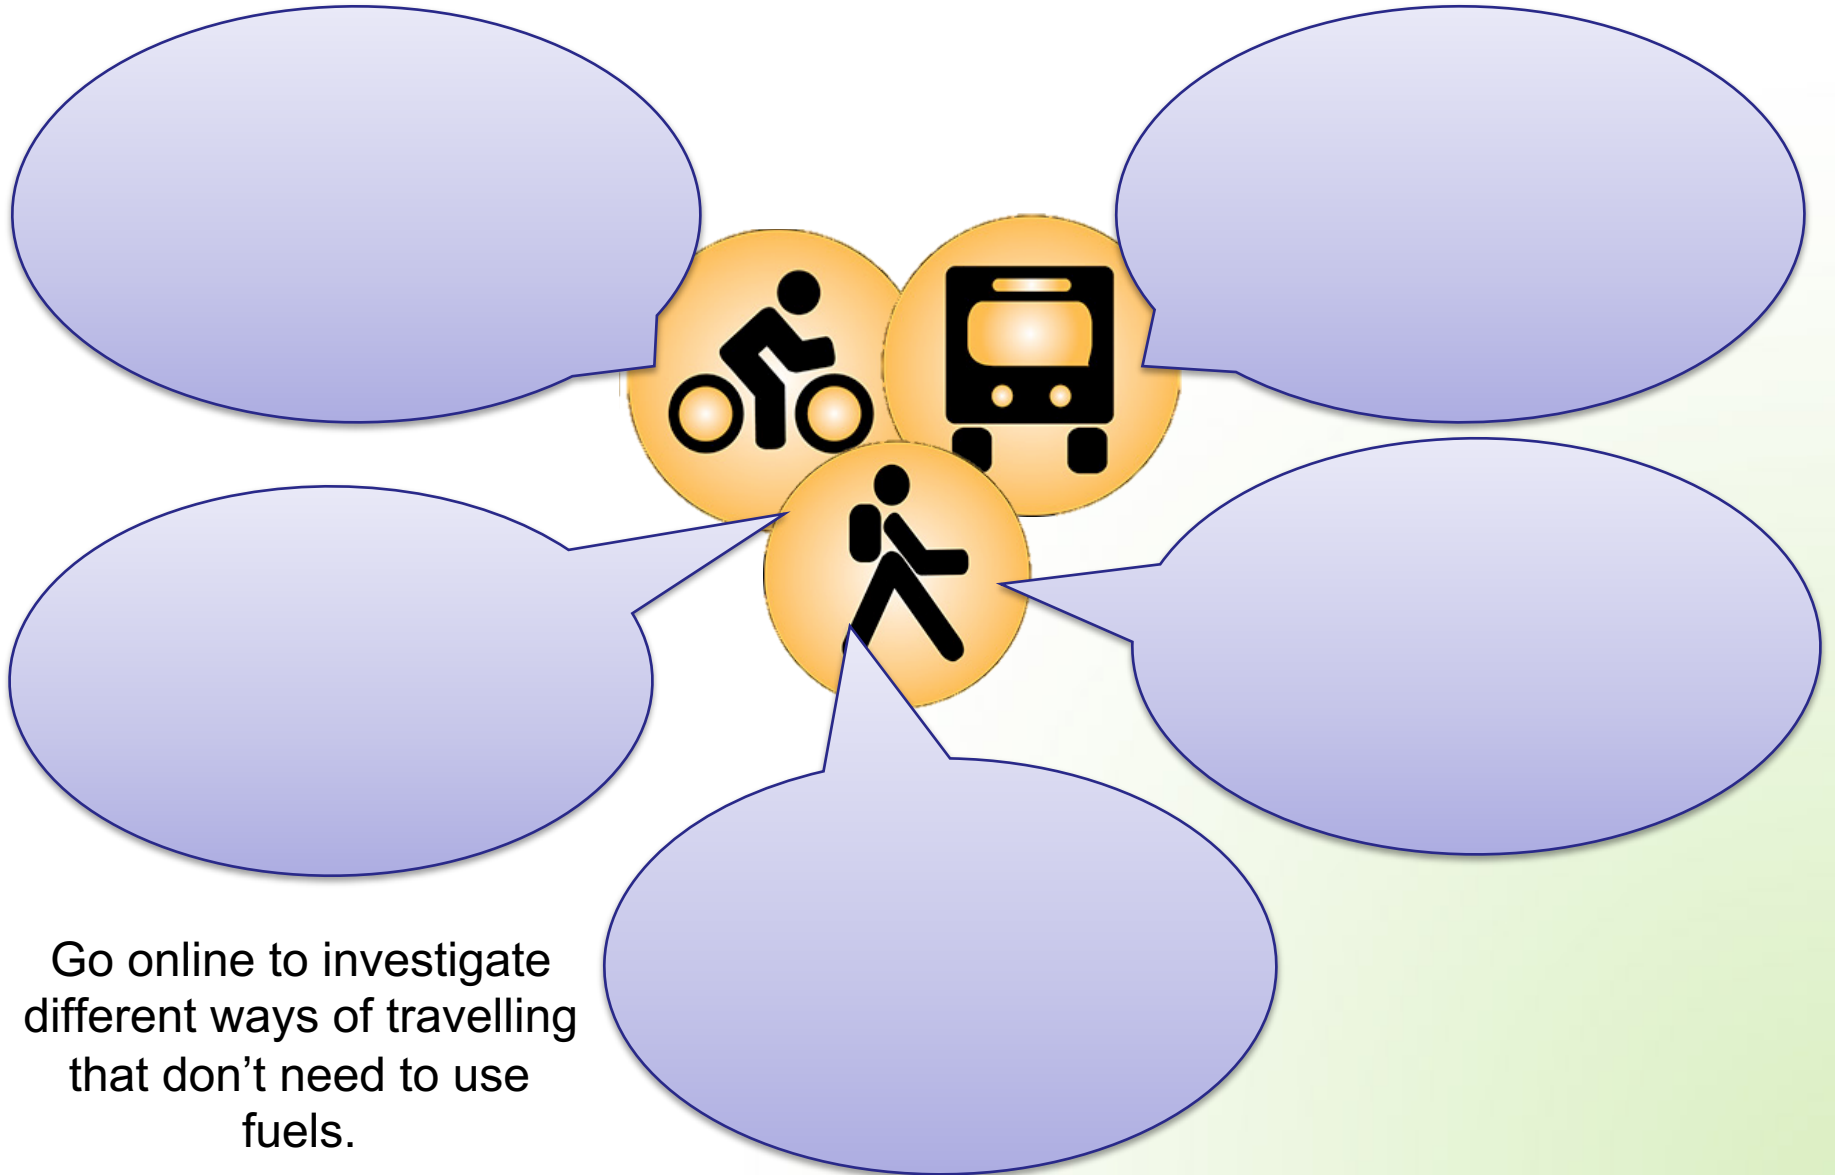 Go online to investigate
different ways of travelling
that don’t need to use
fuels.